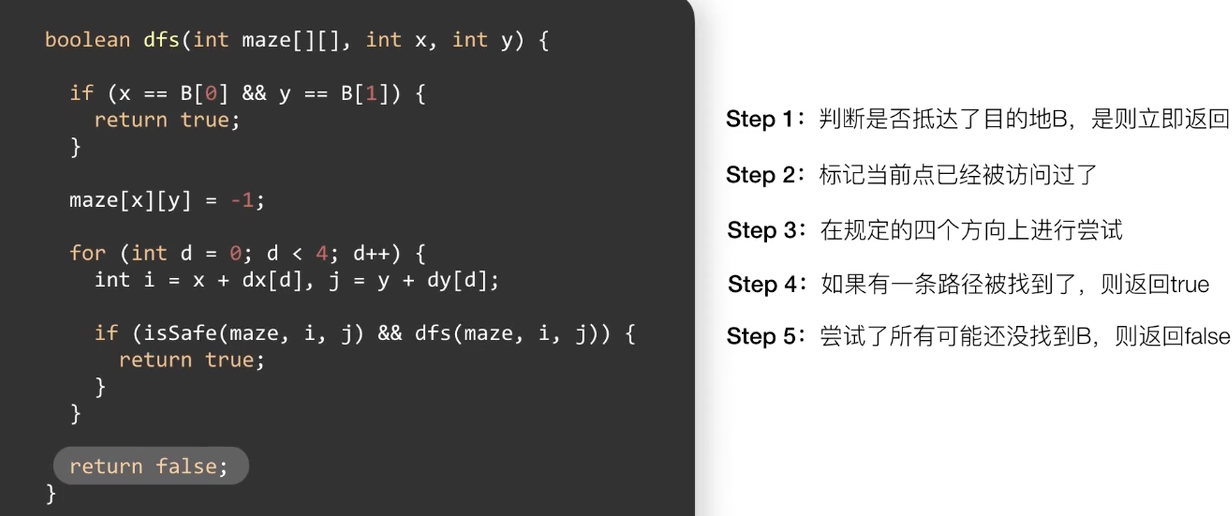 boolean dfs(int maze[][], int x, int y) {
if (x == B[0] && y == B[1]) {
return true;
}
maze[x][y] = -1;
for (int d = 0; d < 4; d++) {
int i = x + dx[d], j = y + dy[d];
if (isSafe(maze, i, j) && dfs(maze, i, j)) {
return true;
}
}
return false;
}
Step 1：判断是否抵达了目的地B，是则立即返回
Step 2：标记当前点已经被访问过了
Step 3：在规定的四个方向上进行尝试
Step 4：如果有一条路径被找到了，则返回true
Step 5：尝试了所有可能还没找到B，则返回false